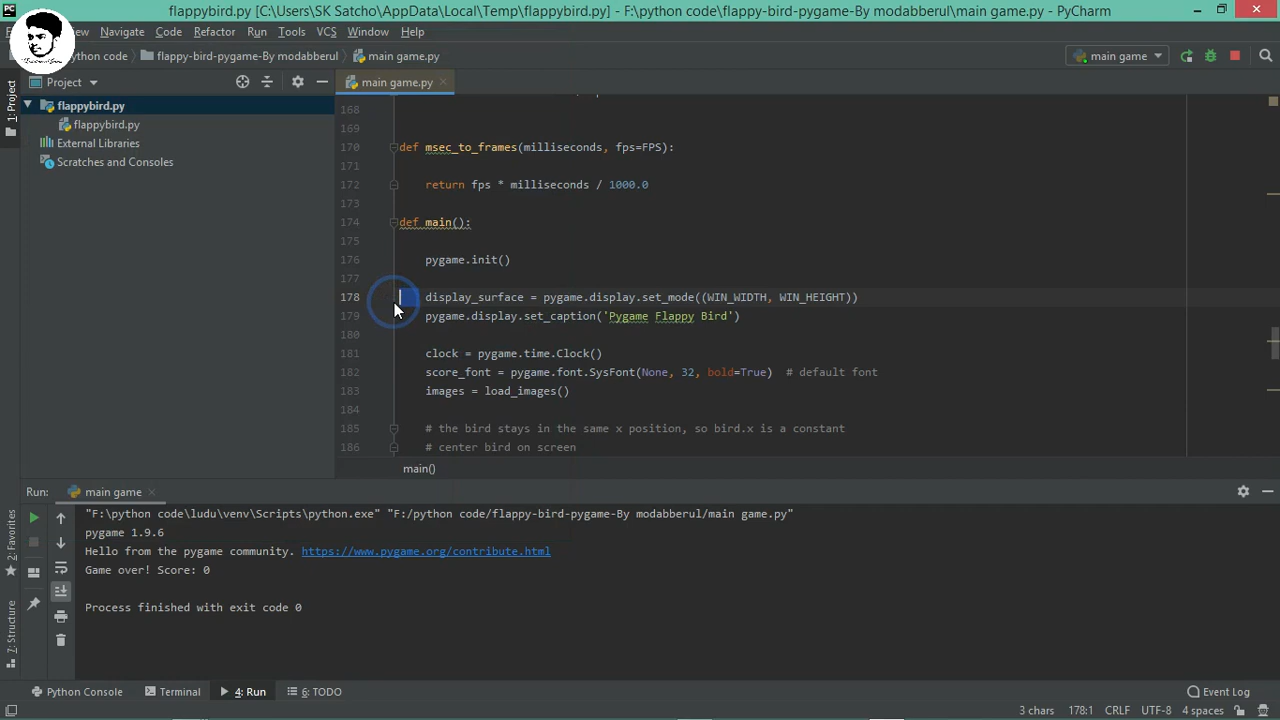 flappybird.py [C:\Users\SK Satcho\AppData\Local\Temp\flappybird.py] - F:\python code\flappy-bird-pygame-By modabberul\main game.py] - PyCharm
Navigate Code Refactor Run Tools VCS Window Help
ython code flappy-bird-pygame-By modabberul main game.py main game
1: Project Project main game.py
flappybird.py
flappybird.py
External Libraries
Scratches and Consoles
168
169
170 def msec_to_frames(milliseconds, fps=FPS):
171
172 return fps * milliseconds / 1000.0
173
174 def main():
175
176 pygame.init()
177
178 display_surface = pygame.display.set_mode((WIN_WIDTH, WIN_HEIGHT))
179 pygame.display.set_caption('Pygame Flappy Bird')
180
181 clock = pygame.time.Clock()
182 score_font = pygame.font.SysFont(None, 32, bold=True) # default font
183 images = load_images()
184
185 # the bird stays in the same x position, so bird.x is a constant
186 # center bird on screen
main()
Run: main game
"F:\python code\ludu\venv\Scripts\python.exe" "F:/python code/flappy-bird-pygame-By modabberul/main game.py"
pygame 1.9.6
Hello from the pygame community. https://www.pygame.org/contribute.html
Game over! Score: 0
Process finished with exit code 0
2: Favorites
7: Structure
Python Console Terminal 4: Run 6: TODO Event Log
3 chars 178:1 CRLF UTF-8 4 spaces